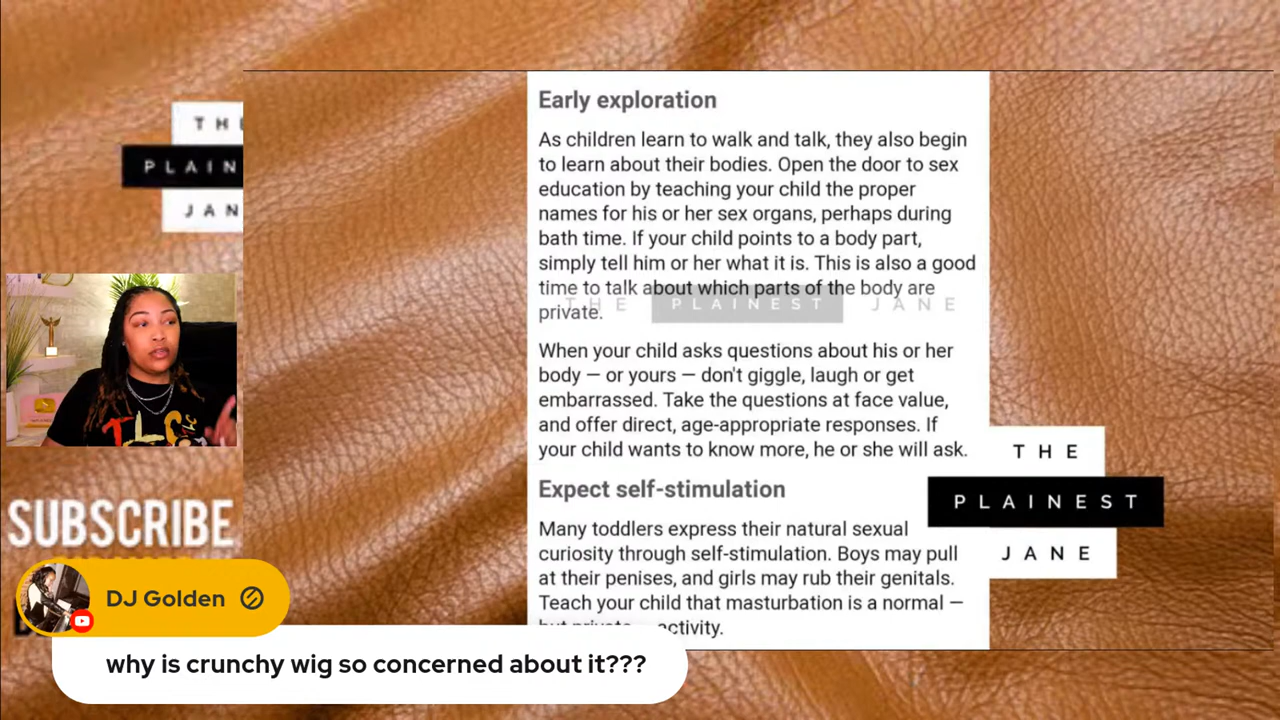 T H
P L A I N
J A N
Early exploration
As children learn to walk and talk, they also begin
to learn about their bodies. Open the door to sex
education by teaching your child the proper
names for his or her sex organs, perhaps during
bath time. If your child points to a body part,
simply tell him or her what it is. This is also a good
time to talk about which parts of the body are
private.
T H E PLAINEST J A N E
When your child asks questions about his or her
body — or yours — don't giggle, laugh or get
embarrassed. Take the questions at face value,
and offer direct, age-appropriate responses. If
your child wants to know more, he or she will ask.
Expect self-stimulation
Many toddlers express their natural sexual
curiosity through self-stimulation. Boys may pull
at their penises, and girls may rub their genitals.
Teach your child that masturbation is a normal —
but private — activity.
T H E
P L A I N E S T
J A N E
SUBSCRIBE
DJ Golden
why is crunchy wig so concerned about it???